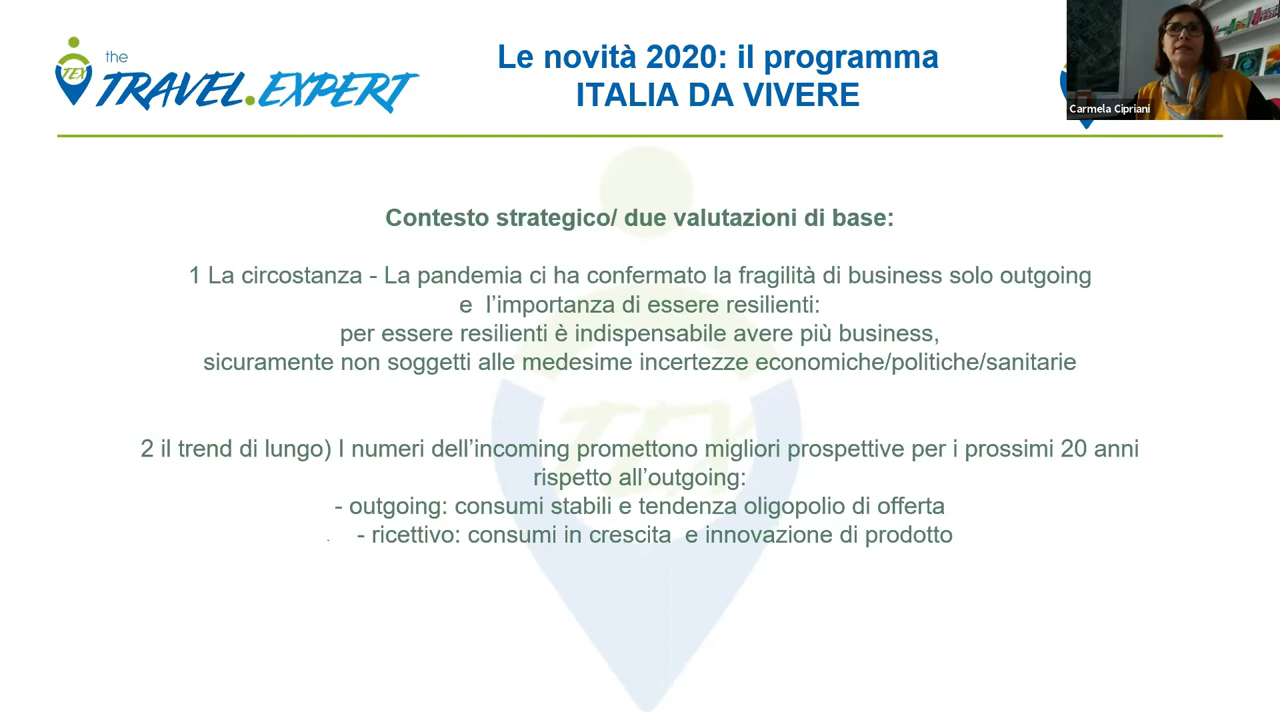 the
TEX
TRAVEL.EXPERT
Le novità 2020: il programma
ITALIA DA VIVERE
Carmela Cipriani
Contesto strategico/ due valutazioni di base:
1 La circostanza - La pandemia ci ha confermato la fragilità di business solo outgoing
e  l’importanza di essere resilienti:
per essere resilienti è indispensabile avere più business,
sicuramente non soggetti alle medesime incertezze economiche/politiche/sanitarie
TEX
2 il trend di lungo) I numeri dell’incoming promettono migliori prospettive per i prossimi 20 anni
rispetto all’outgoing:
- outgoing: consumi stabili e tendenza oligopolio di offerta
. - ricettivo: consumi in crescita  e innovazione di prodotto